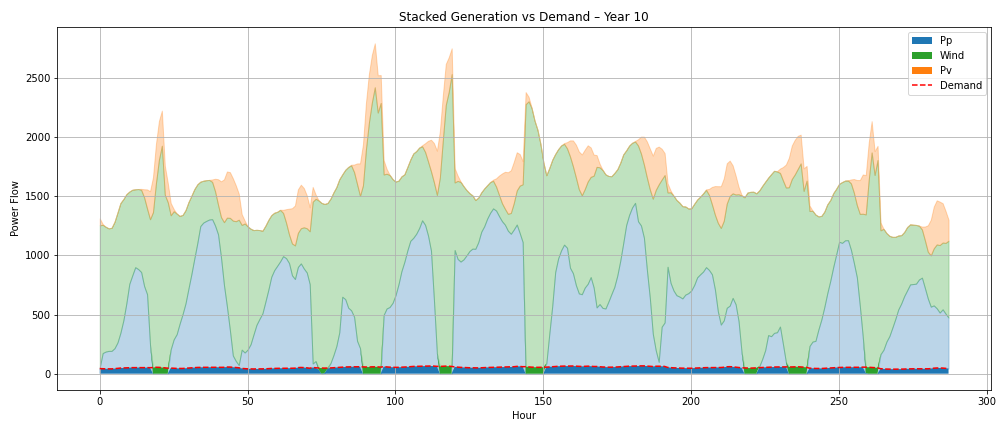 Stacked Generation vs Demand – Year 10
Pp
Wind
Pv
Demand
Power Flow
2500
2000
1500
1000
500
0
0 50 100 150 200 250 300
Hour